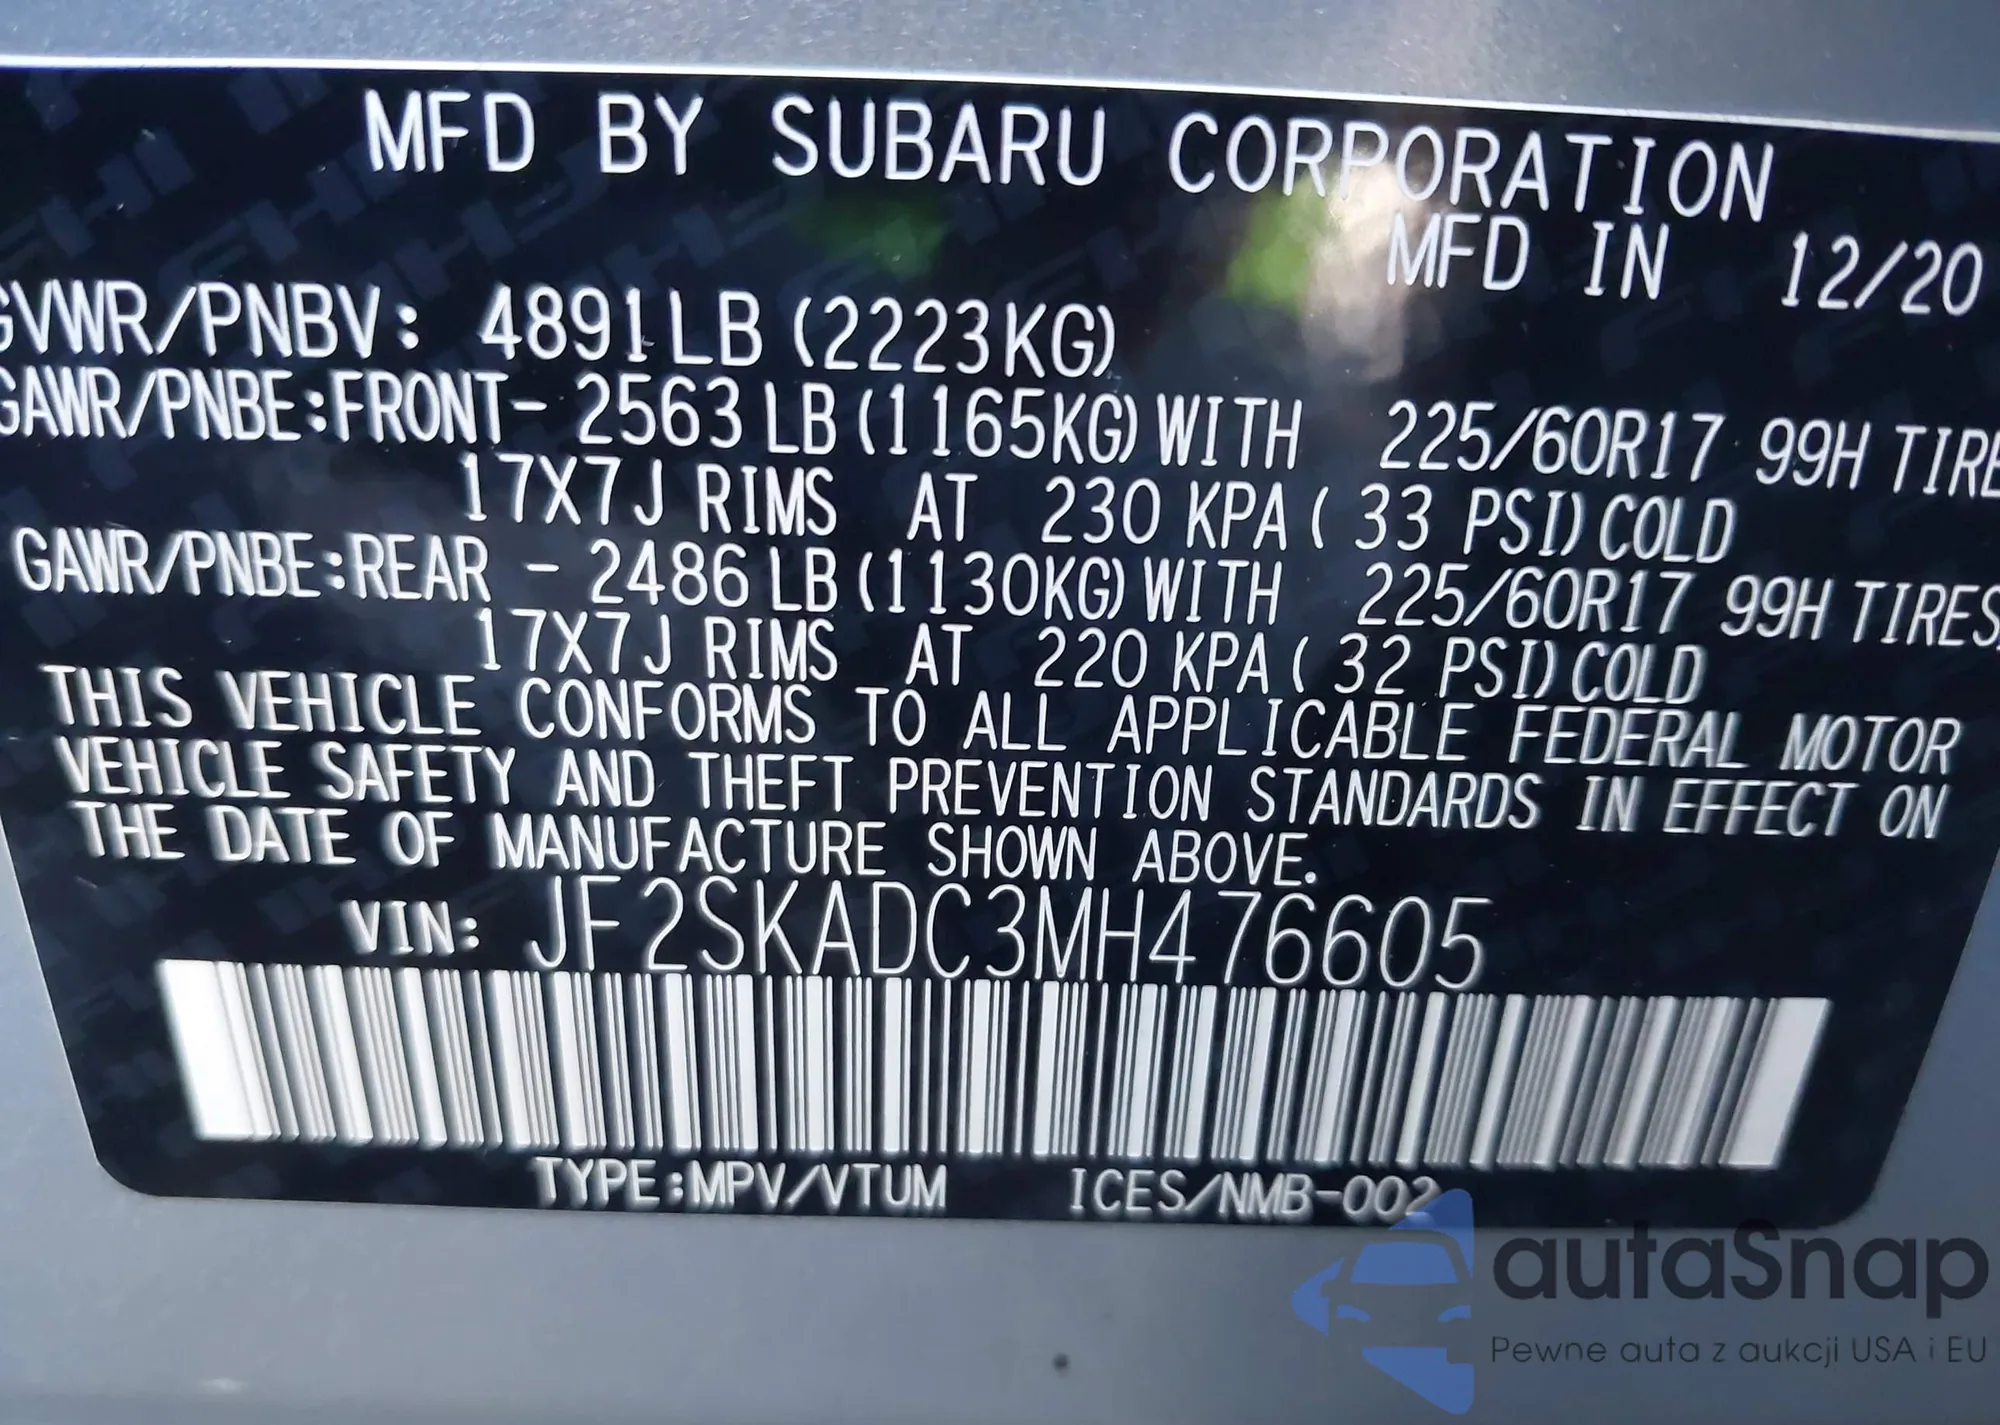 MFD BY SUBARU CORPORATION
MFD IN 12/20
GVWR/PNBV: 4891LB (2223KG)
GAWR/PNBE:FRONT- 2563 LB (1165KG) WITH 225/60R17 99H TIRE
17X7J RIMS AT 230 KPA ( 33 PSI) COLD
GAWR/PNBE:REAR - 2486 LB (1130KG) WITH 225/60R17 99H TIRES,
17X7J RIMS AT 220 KPA ( 32 PSI) COLD
THIS VEHICLE CONFORMS TO ALL APPLICABLE FEDERAL MOTOR
VEHICLE SAFETY AND THEFT PREVENTION STANDARDS IN EFFECT ON
THE DATE OF MANUFACTURE SHOWN ABOVE.
VIN: JF2SKADC3MH476605
TYPE:MPV/VTUM ICES/NMB-002
autaSnap
Pewne auta z aukcji USA i EU